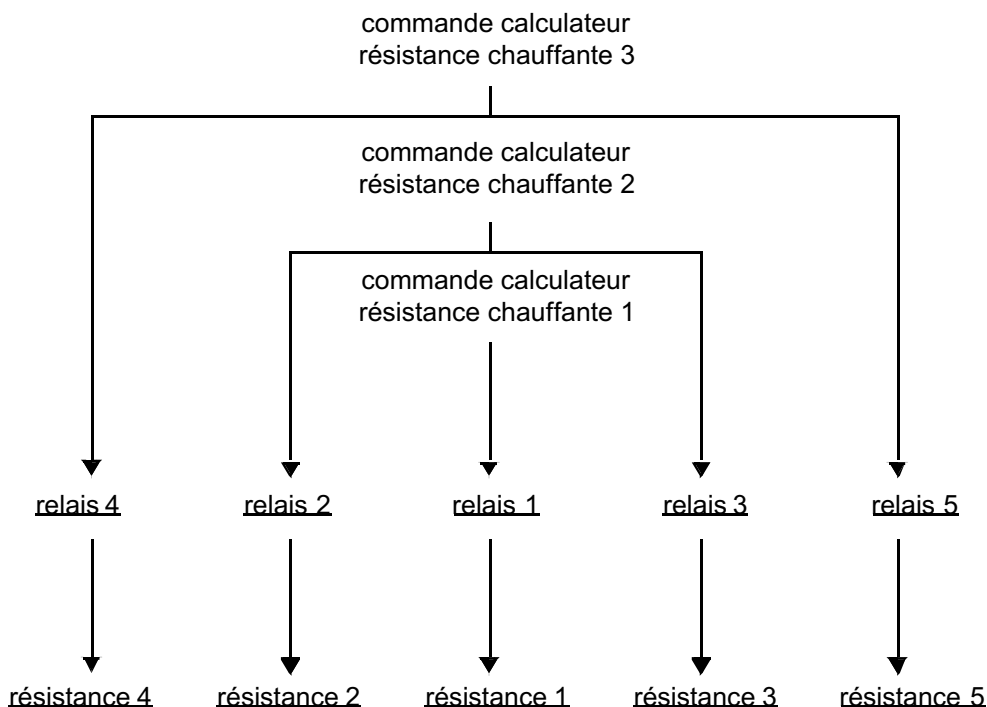 commande calculateur
résistance chauffante 3
commande calculateur
résistance chauffante 2
commande calculateur
résistance chauffante 1
relais 4 relais 2 relais 1 relais 3 relais 5
résistance 4 résistance 2 résistance 1 résistance 3 résistance 5